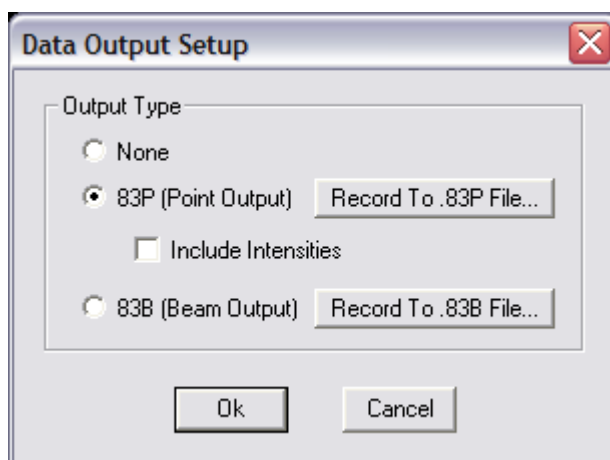 Data Output Setup
Output Type
None
83P (Point Output) Record To .83P File...
Include Intensities
83B (Beam Output) Record To .83B File...
Ok Cancel